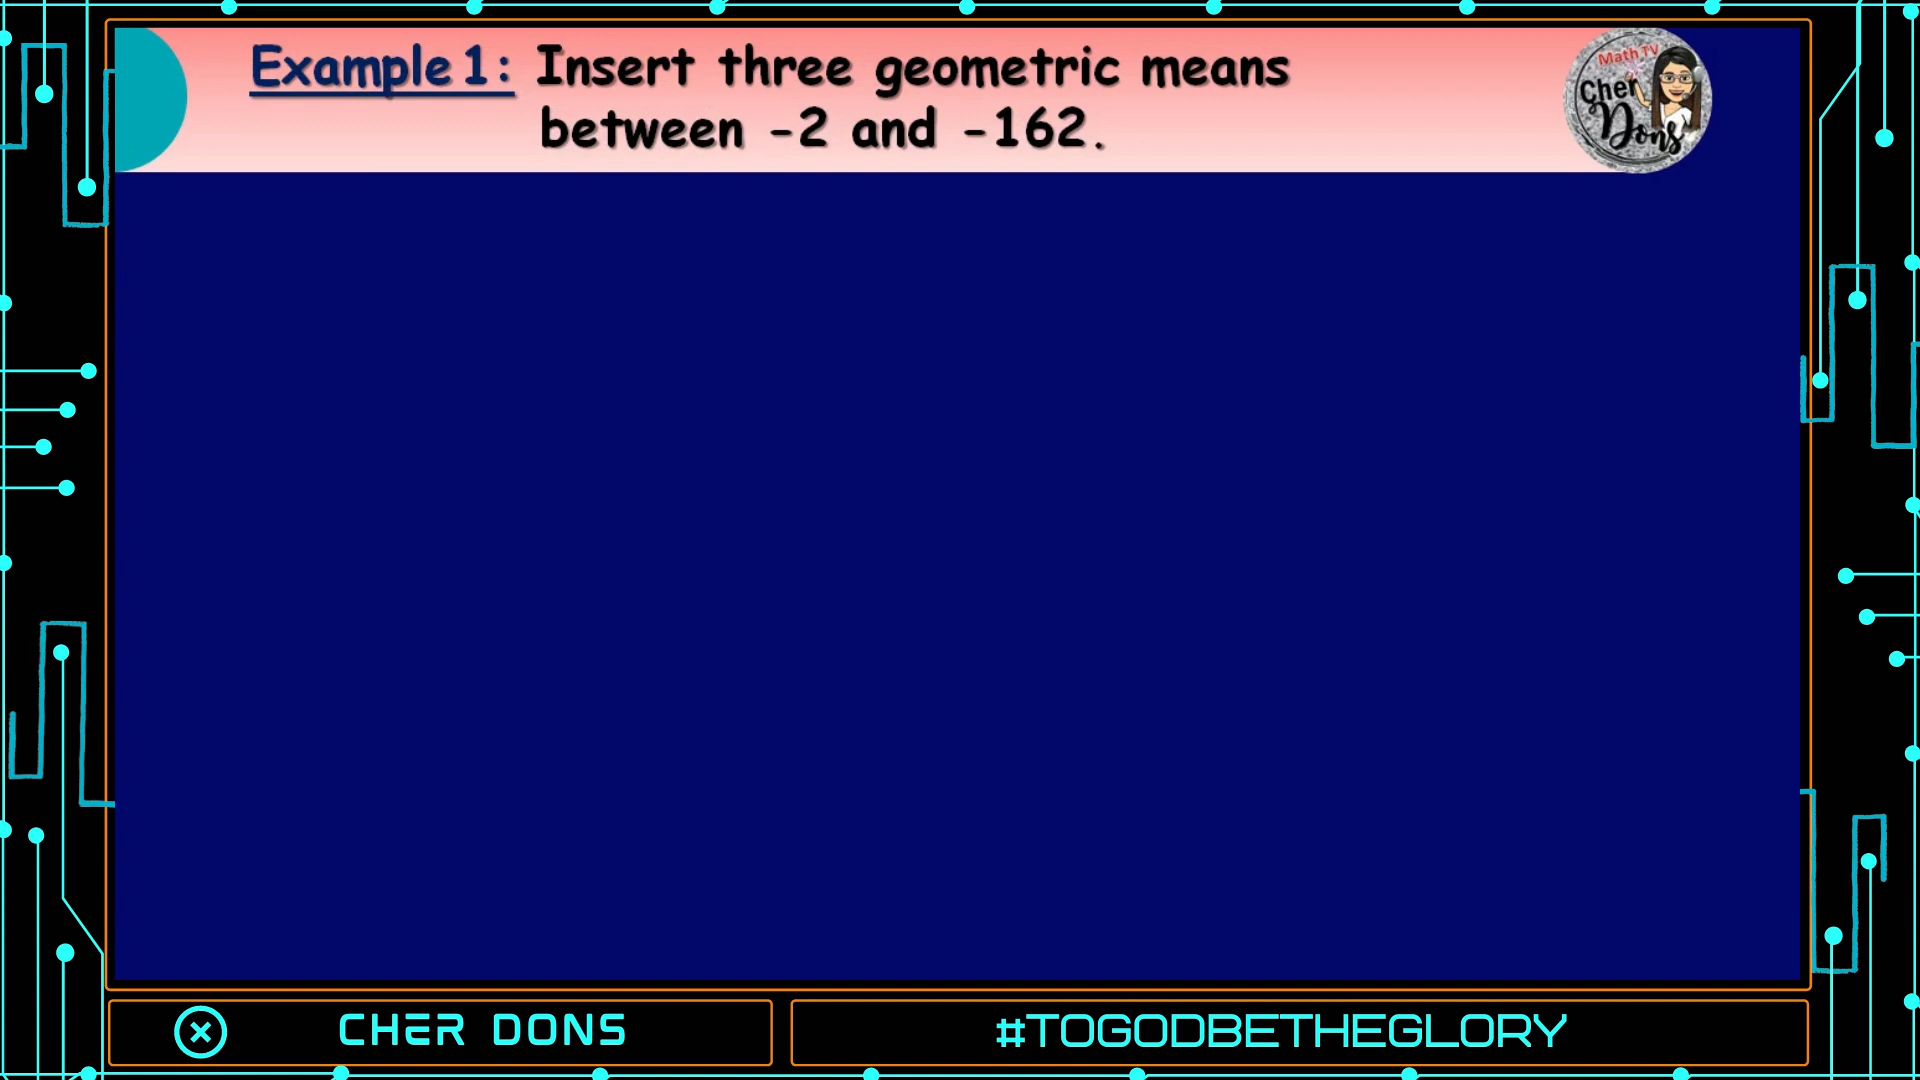 Example 1: Insert three geometric means
between -2 and -162.
Math TV
Cher
Dons
CHER DONS
#TOGODBETHEGLORY